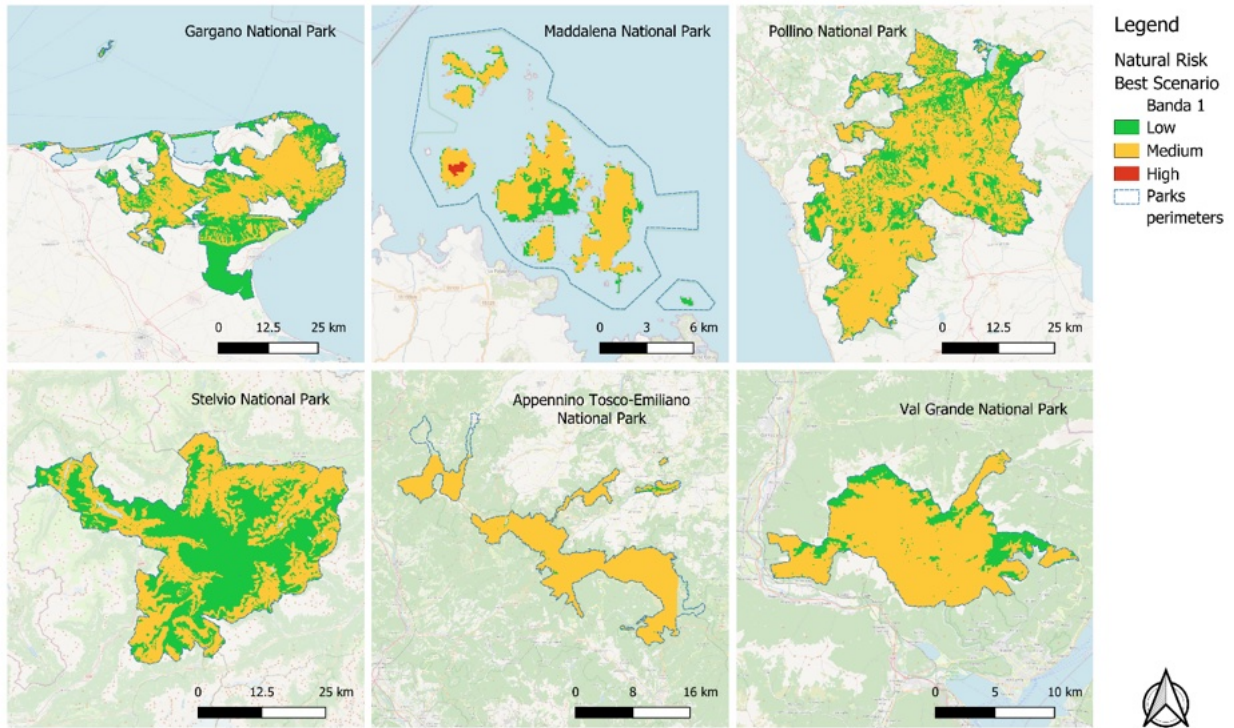 Gargano National Park
0 12.5 25 km
Maddalena National Park
0 3 6 km
Pollino National Park
0 12.5 25 km
Stelvio National Park
0 12.5 25 km
Appennino Tosco-Emiliano
National Park
0 8 16 km
Val Grande National Park
0 5 10 km
Legend
Natural Risk
Best Scenario
Banda 1
Low
Medium
High
Parks
perimeters